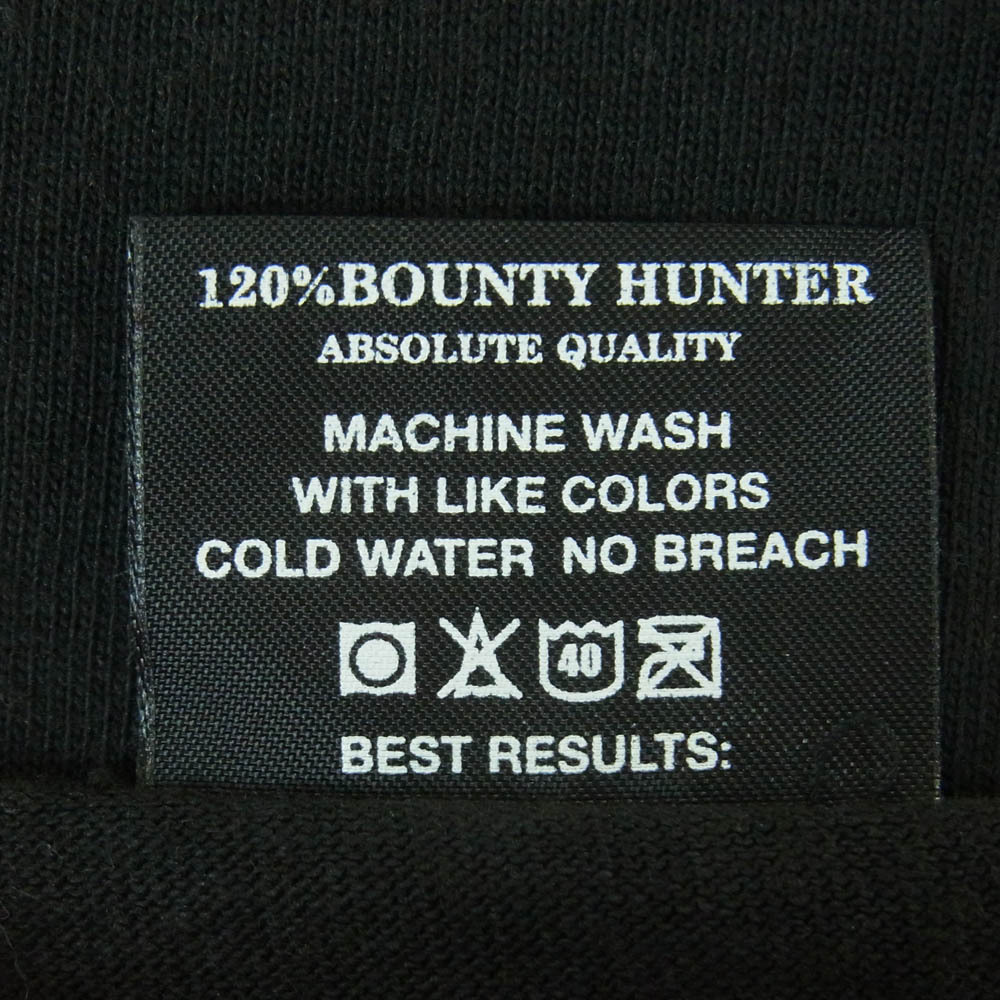 120%BOUNTY HUNTER
ABSOLUTE QUALITY
MACHINE WASH
WITH LIKE COLORS
COLD WATER NO BREACH
40
BEST RESULTS: